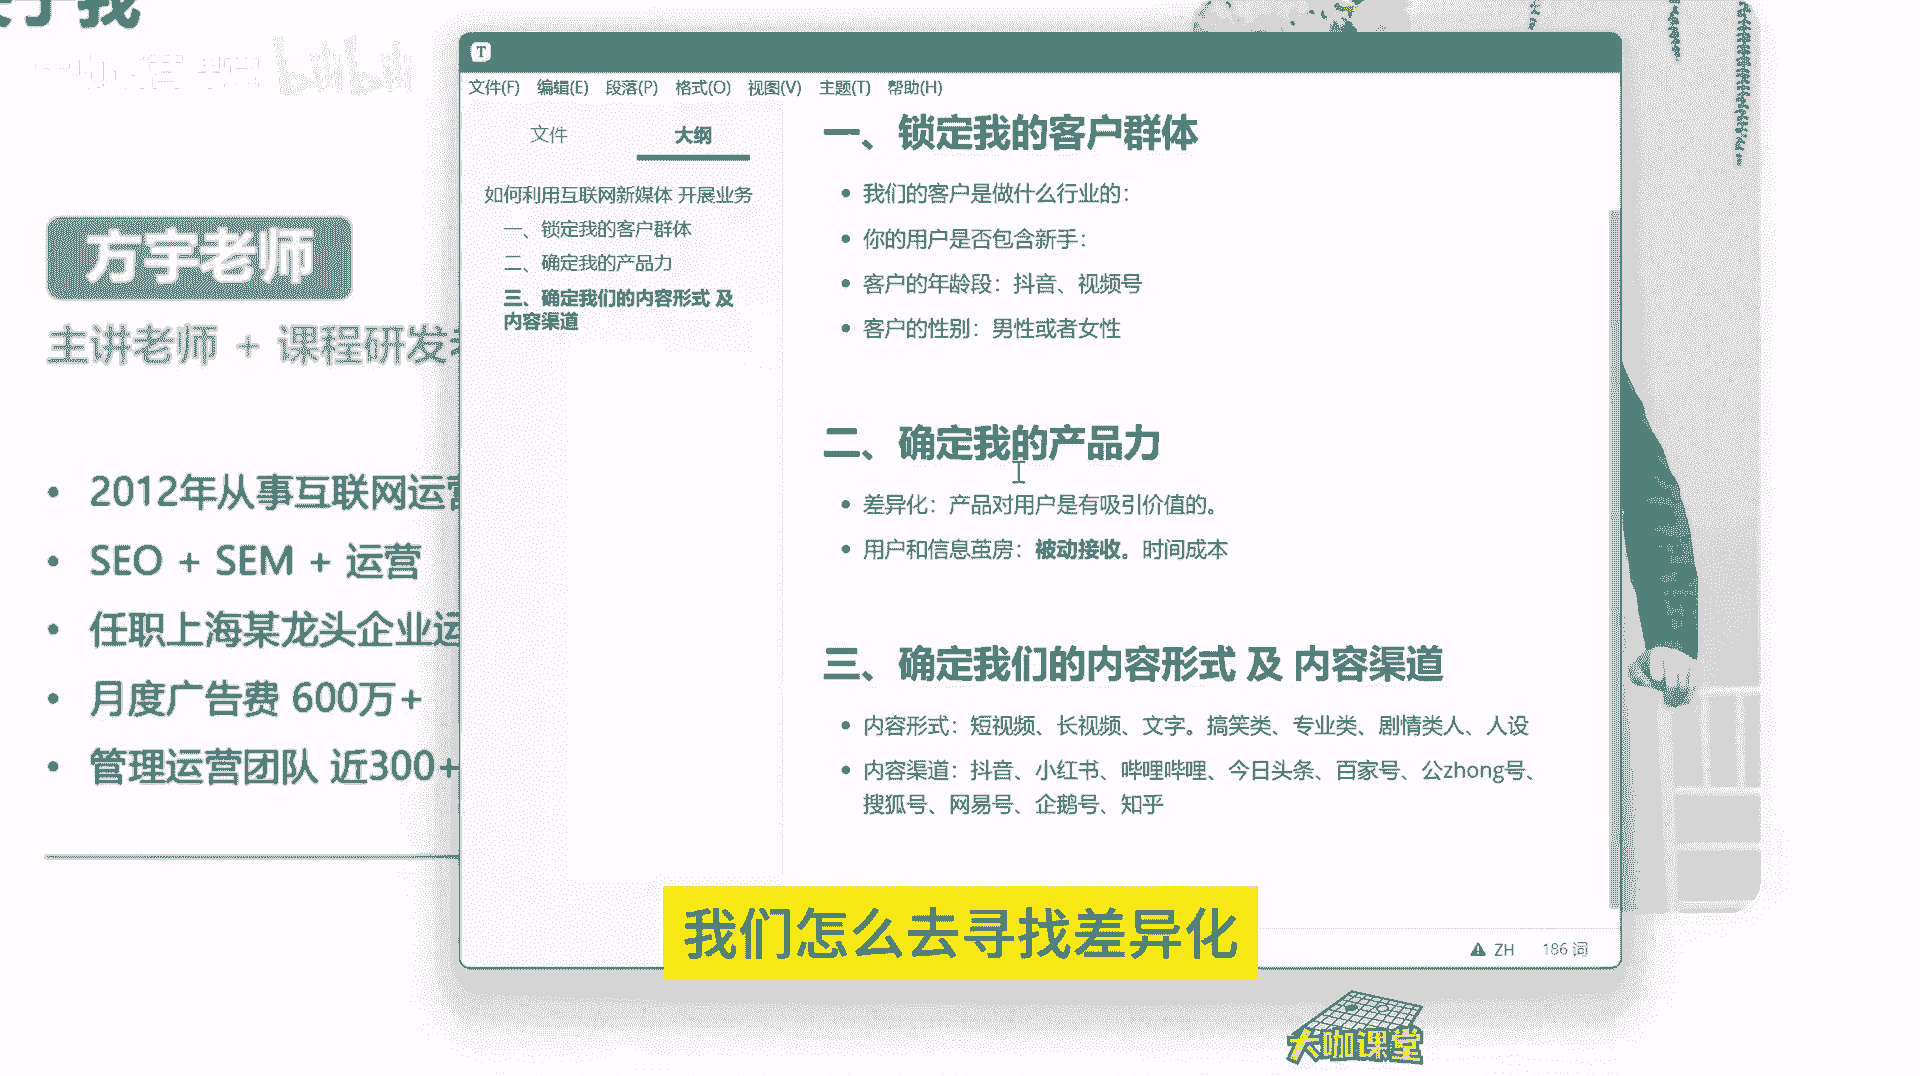 于我
bilibili
方宇老师
主讲老师 + 课程研发
• 2012年从事互联网运营
• SEO + SEM + 运营
• 任职上海某龙头企业运
• 月度广告费 600万+
• 管理运营团队 近300+
T
文件(F) 编辑(E) 段落(P) 格式(O) 视图(V) 主题(T) 帮助(H)
文件 大纲
如何利用互联网新媒体 开展业务
一、锁定我的客户群体
二、确定我的产品力
三、确定我们的内容形式 及
内容渠道
一、锁定我的客户群体
• 我们的客户是做什么行业的：
• 你的用户是否包含新手：
• 客户的年龄段：抖音、视频号
• 客户的性别：男性或者女性
二、确定我的产品力
• 差异化：产品对用户是有吸引价值的。
• 用户和信息茧房：被动接收。时间成本
三、确定我们的内容形式 及 内容渠道
• 内容形式：短视频、长视频、文字。搞笑类、专业类、剧情类人、人设
• 内容渠道：抖音、小红书、哔哩哔哩、今日头条、百家号、公zhong号、
搜狐号、网易号、企鹅号、知乎
ZH 186 词
我们怎么去寻找差异化
大咖课堂